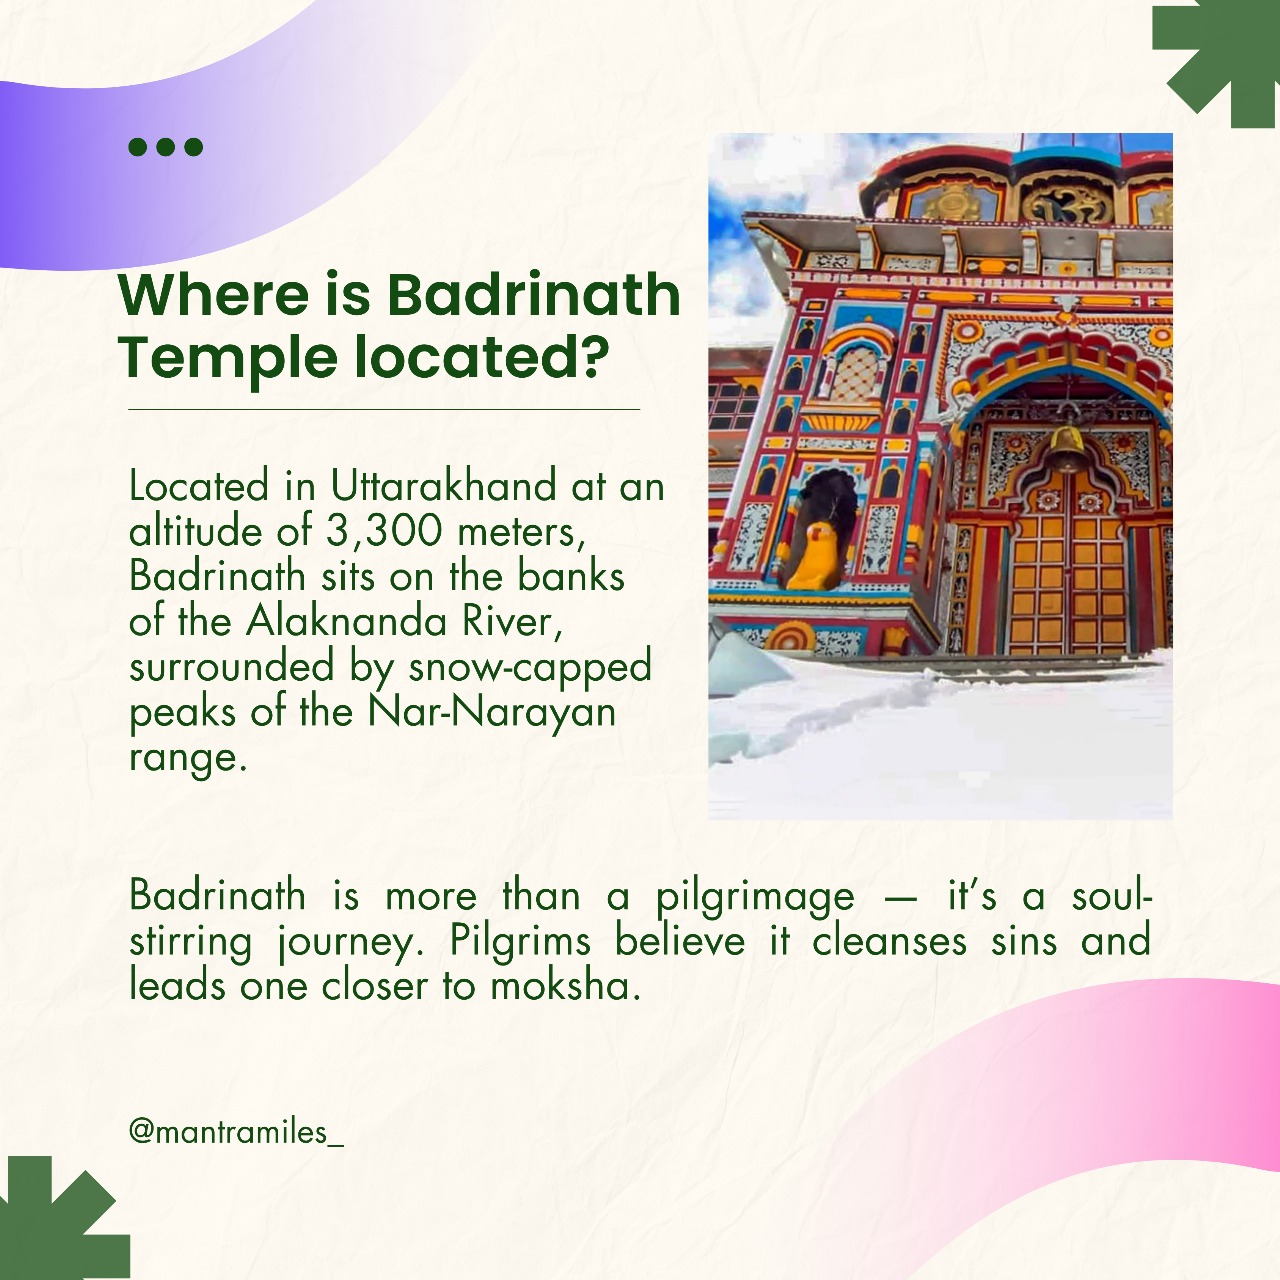 Where is Badrinath
Temple located?
Located in Uttarakhand at an
altitude of 3,300 meters,
Badrinath sits on the banks
of the Alaknanda River,
surrounded by snow-capped
peaks of the Nar-Narayan
range.
Badrinath is more than a pilgrimage — it’s a soul-
stirring journey. Pilgrims believe it cleanses sins and
leads one closer to moksha.
@mantramiles_